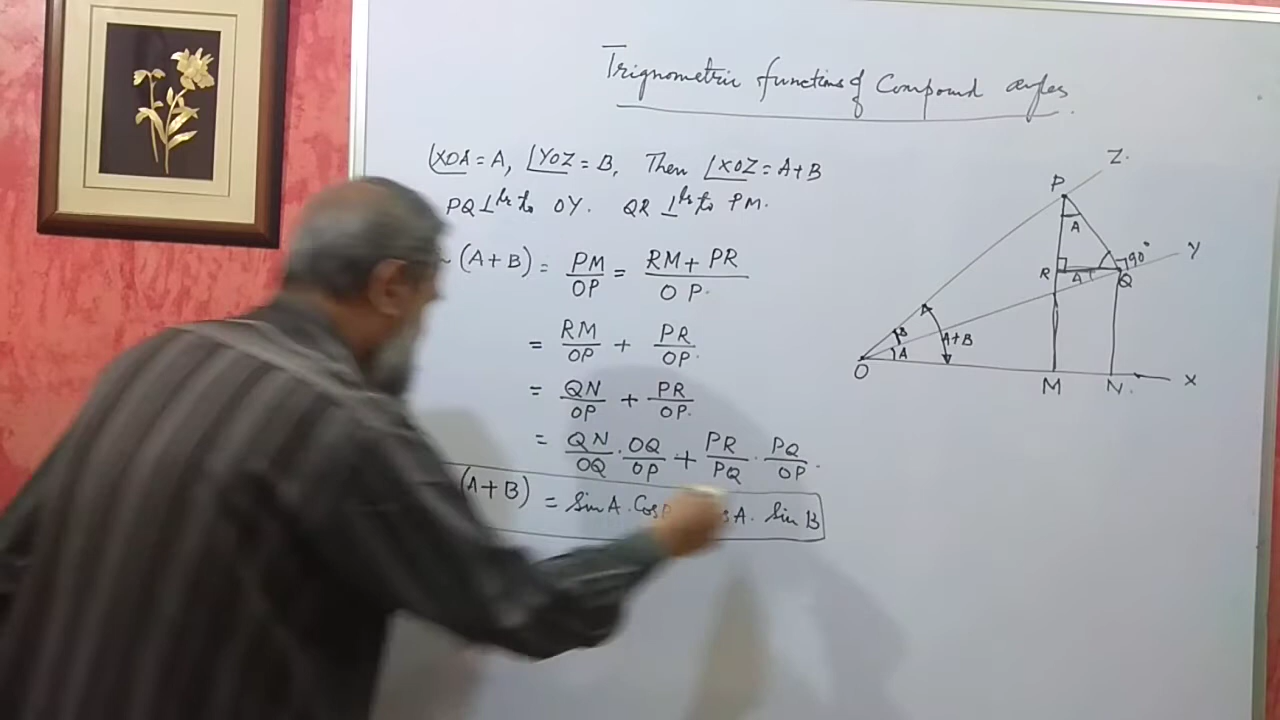 Trignometric functions of Compound angles
∠XOA = A, ∠YOZ = B, Then ∠XOZ = A+B
PQ ⊥lr to OY. QR ⊥lr to PM.
(A+B) = PM/OP = RM+PR/OP.
= RM/OP + PR/OP.
= QN/OP + PR/OP.
= QN/OQ . OQ/OP + PR/PQ . PQ/OP.
(A+B) = Sin A . Cos A . Sin B
Z.
P
A
90°
Y
R
A
Q
B
A
A+B
O
M
N.
X